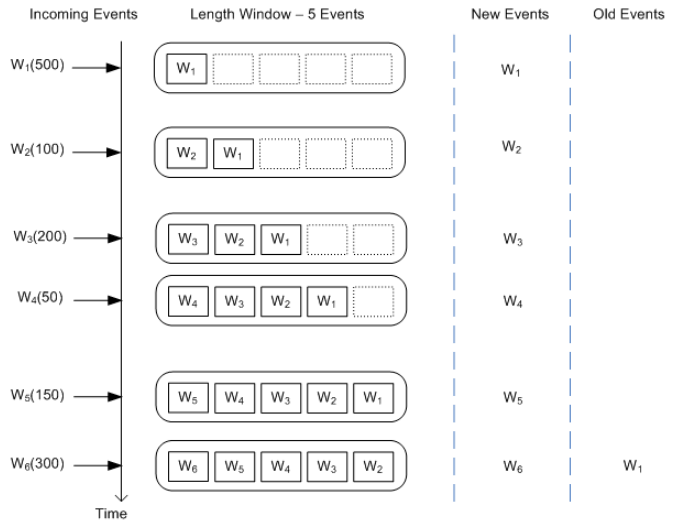 Incoming Events Length Window – 5 Events New Events Old Events
W₁(500) W₁ W₁
W₂(100) W₂ W₁ W₂
W₃(200) W₃ W₂ W₁ W₃
W₄(50) W₄ W₃ W₂ W₁ W₄
W₅(150) W₅ W₄ W₃ W₂ W₁ W₅
W₆(300) W₆ W₅ W₄ W₃ W₂ W₆ W₁
Time